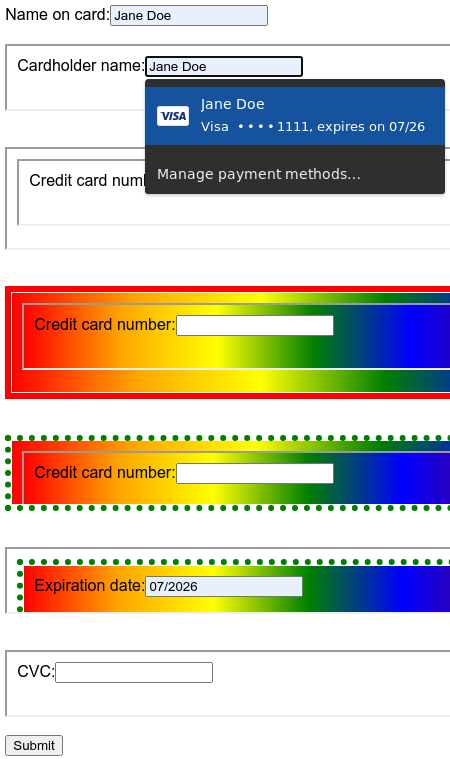 Name on card: Jane Doe
Cardholder name: Jane Doe
Jane Doe
VISA
Visa ••••1111, expires on 07/26
Manage payment methods...
Credit card
Credit card number:
Credit card number:
Expiration date: 07/2026
CVC:
Submit